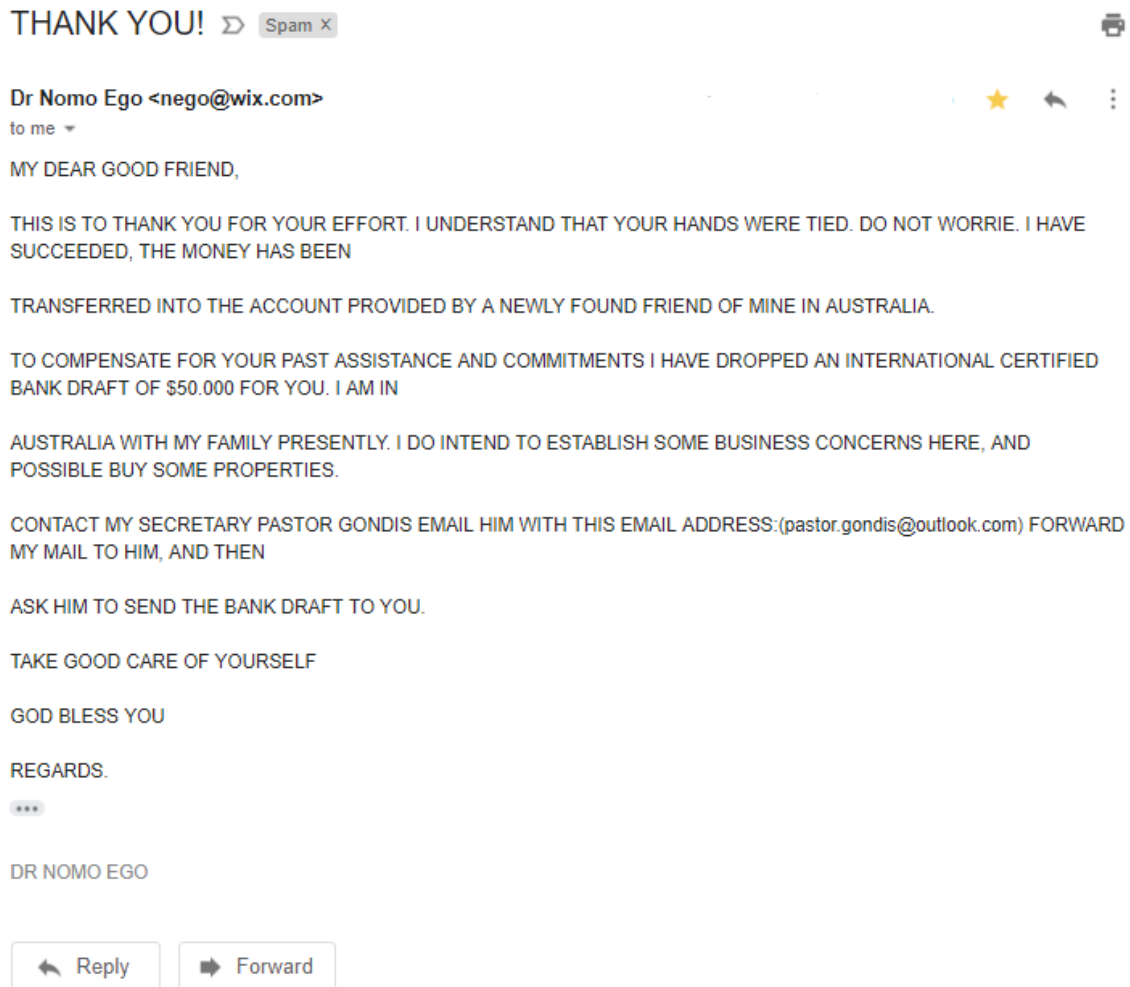 THANK YOU! Spam ×
Dr Nomo Ego <nego@wix.com>
to me
MY DEAR GOOD FRIEND,
THIS IS TO THANK YOU FOR YOUR EFFORT. I UNDERSTAND THAT YOUR HANDS WERE TIED. DO NOT WORRIE. I HAVE
SUCCEEDED, THE MONEY HAS BEEN
TRANSFERRED INTO THE ACCOUNT PROVIDED BY A NEWLY FOUND FRIEND OF MINE IN AUSTRALIA.
TO COMPENSATE FOR YOUR PAST ASSISTANCE AND COMMITMENTS I HAVE DROPPED AN INTERNATIONAL CERTIFIED
BANK DRAFT OF $50.000 FOR YOU. I AM IN
AUSTRALIA WITH MY FAMILY PRESENTLY. I DO INTEND TO ESTABLISH SOME BUSINESS CONCERNS HERE, AND
POSSIBLE BUY SOME PROPERTIES.
CONTACT MY SECRETARY PASTOR GONDIS EMAIL HIM WITH THIS EMAIL ADDRESS:(pastor.gondis@outlook.com) FORWARD
MY MAIL TO HIM, AND THEN
ASK HIM TO SEND THE BANK DRAFT TO YOU.
TAKE GOOD CARE OF YOURSELF
GOD BLESS YOU
REGARDS.
DR NOMO EGO
Reply Forward